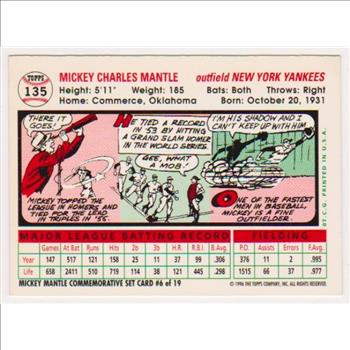 TOPPS
135
MICKEY CHARLES MANTLE
outfield NEW YORK YANKEES
Height: 5'11" Weight: 185 Bats: Both Throws: Right
Home: Commerce, Oklahoma Born: October 20, 1931
THERE
IT GOES!
MICKEY TOPPED THE
LEAGUE IN HOMERS AND
TIED FOR THE LEAD
IN TRIPLES IN '55.
HE TIED A RECORD
IN '53 BY HITTING A
GRAND SLAM HOMER
IN THE WORLD SERIES.
GEE, WHAT
A MOB!
I'M HIS SHADOW AND I
CAN'T KEEP UP WITH HIM
ONE OF THE FASTEST
MEN IN BASEBALL,
MICKEY IS A FINE
OUTFIELDER.
©T.C.G. PRINTED IN U.S.A.
MAJOR LEAGUE BATTING RECORD FIELDING
Games At Bat Runs Hits 2b 3b H.R. R.B.I. B.Avg. P.O. Assists Errors F.Avg.
Year 147 517 121 158 25 11 37 99 .306 376 11 2 .995
Life 658 2411 510 721 109 41 121 445 .298 1515 66 37 .977
MICKEY MANTLE COMMEMORATIVE SET CARD #6 of 19
© 1996 THE TOPPS COMPANY, INC. ALL RIGHTS RESERVED.